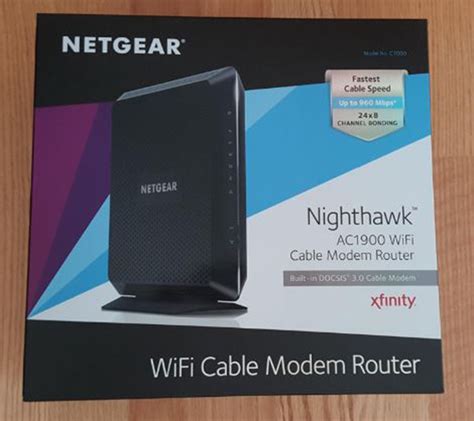 NETGEAR®
Model No. C7000
Fastest
Cable Speed
Up to 960 Mbps†
24x8
CHANNEL BONDING
NETGEAR
Nighthawk™
AC1900 WiFi
Cable Modem Router
Built-in DOCSIS® 3.0 Cable Modem
xfinity
WiFi Cable Modem Router